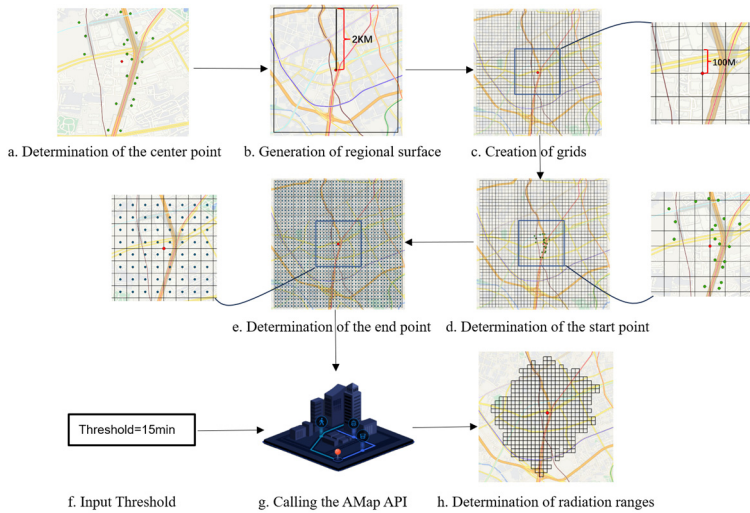 2KM
100M
a. Determination of the center point
b. Generation of regional surface
c. Creation of grids
e. Determination of the end point
d. Determination of the start point
Threshold=15min
f. Input Threshold
g. Calling the AMap API
h. Determination of radiation ranges